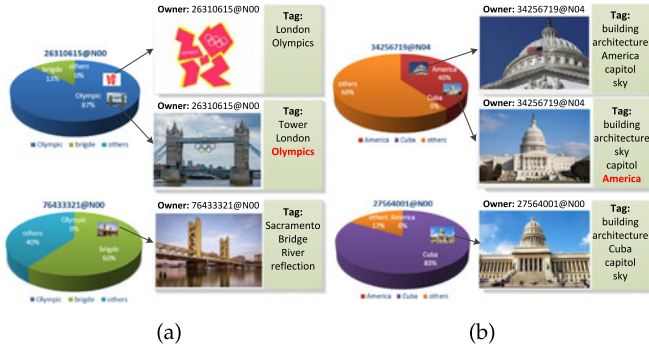 Owner: 26310615@N00
Tag:
London
Olympics
26310615@N00
others
0%
brigde
13%
Olympic
87%
Olympic brigde others
Owner: 26310615@N00
Tag:
Tower
London
Olympics
76433321@N00
Olympic
0%
others
40%
brigde
60%
Olympic brigde others
Owner: 76433321@N00
Tag:
Sacramento
Bridge
River
reflection
(a)
Owner: 34256719@N04
Tag:
building
architecture
America
capitol
sky
34256719@N04
America
40%
others
60%
Cuba
0%
America Cuba others
Owner: 34256719@N04
Tag:
building
architecture
sky
capitol
America
27564001@N00
others
17%
America
0%
Cuba
83%
America Cuba others
Owner: 27564001@N00
Tag:
building
architecture
Cuba
capitol
sky
(b)